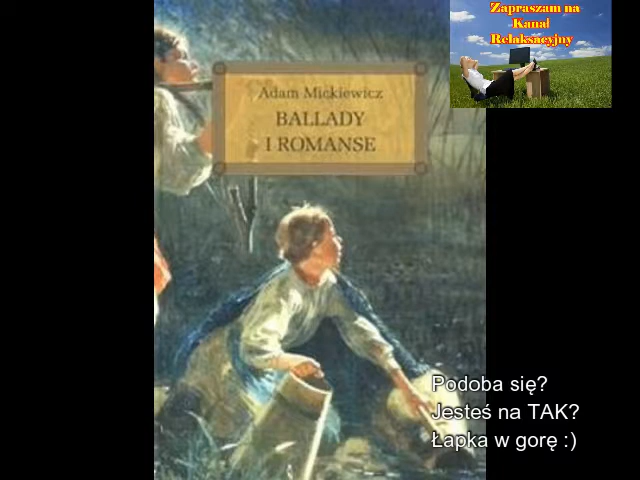 Zapraszam na
Kanał
Relaksacyjny
Adam Mickiewicz
BALLADY
I ROMANSE
Podoba się?
Jesteś na TAK?
Łapka w gorę :)